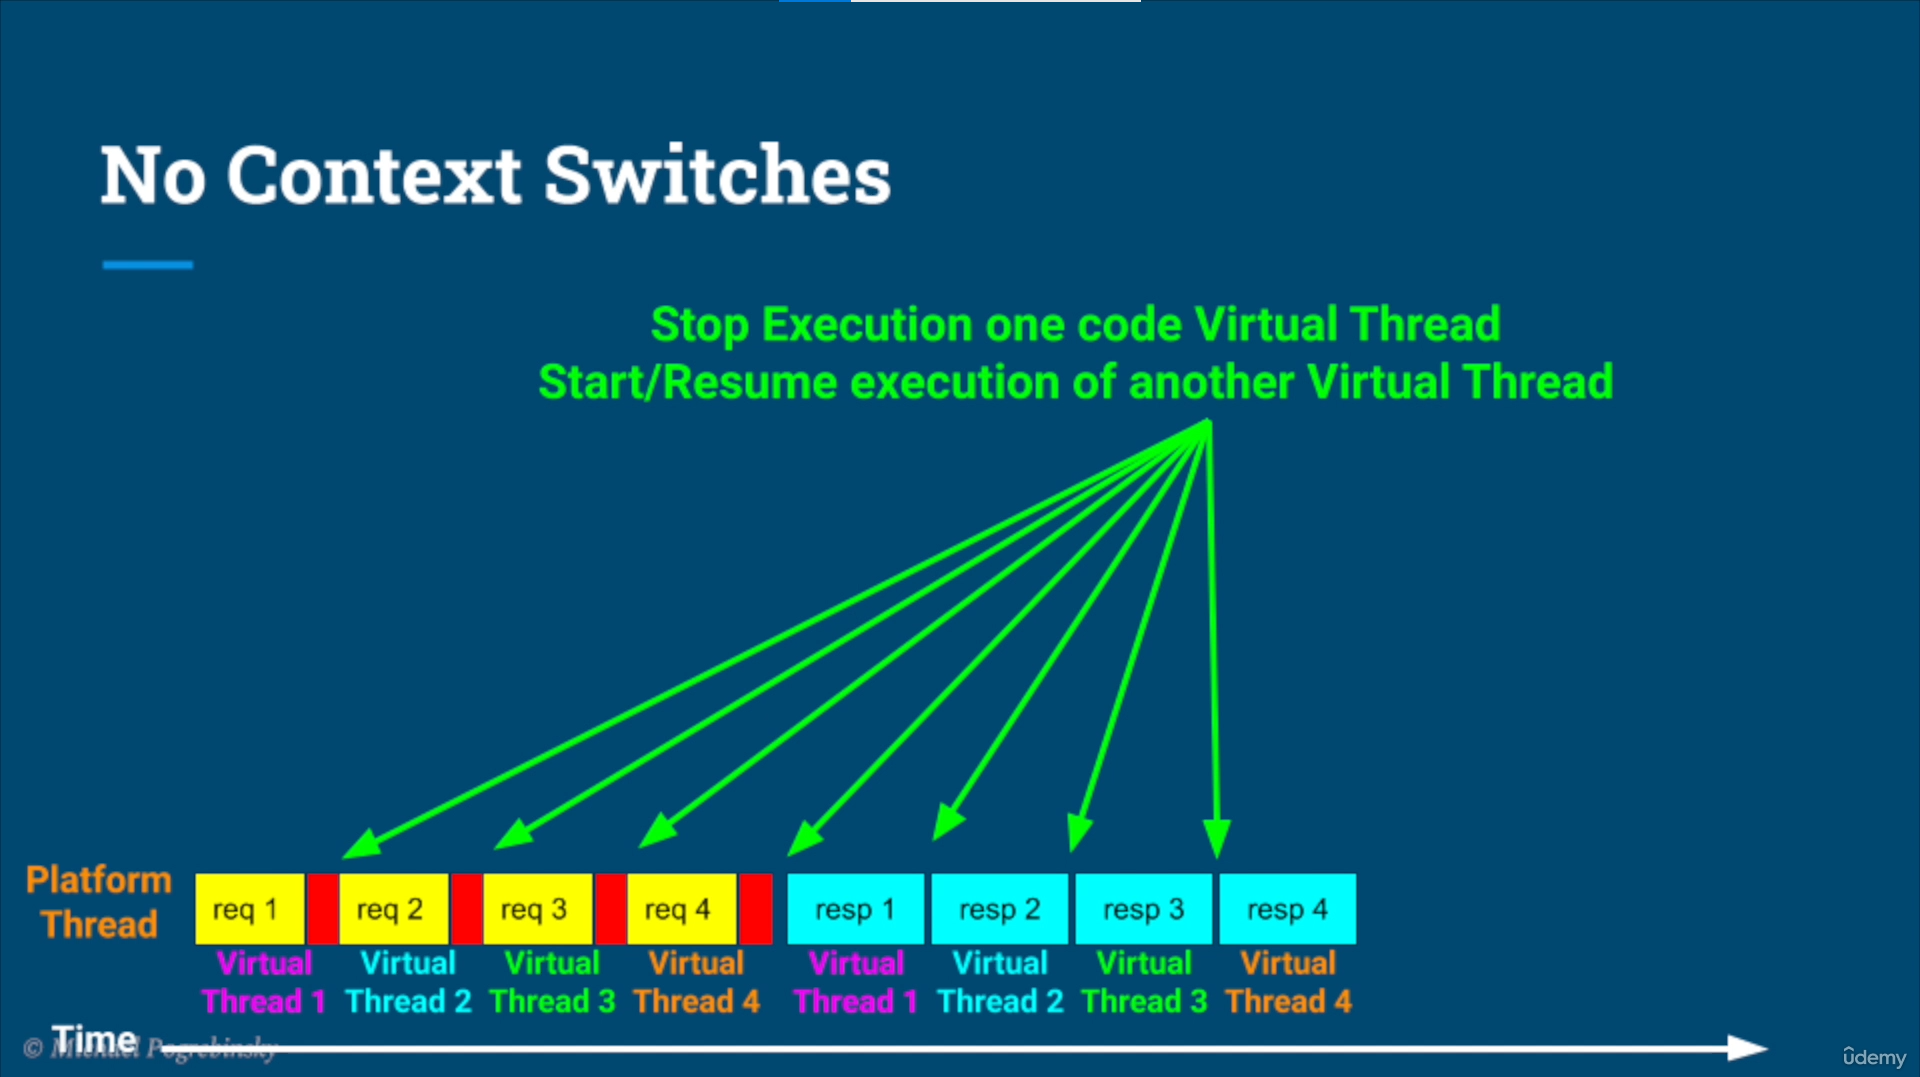 No Context Switches
Stop Execution one code Virtual Thread
Start/Resume execution of another Virtual Thread
Platform
Thread
req 1 req 2 req 3 req 4 resp 1 resp 2 resp 3 resp 4
Virtual Virtual Virtual Virtual Virtual Virtual Virtual Virtual
Thread 1 Thread 2 Thread 3 Thread 4 Thread 1 Thread 2 Thread 3 Thread 4
Time
© Michael Pogrebinsky
ûdemy